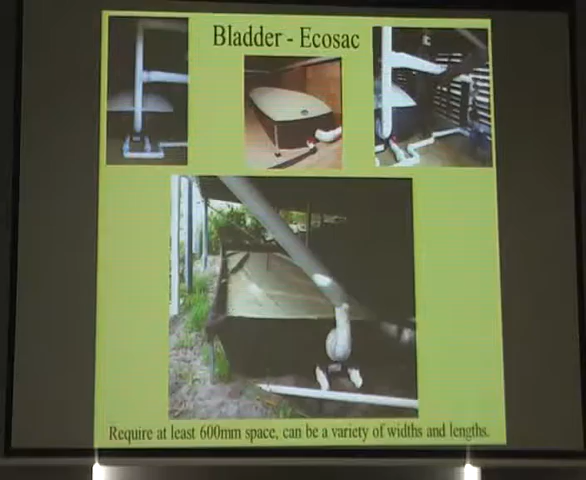 Bladder - Ecosac
Require at least 600mm space, can be a variety of widths and lengths.